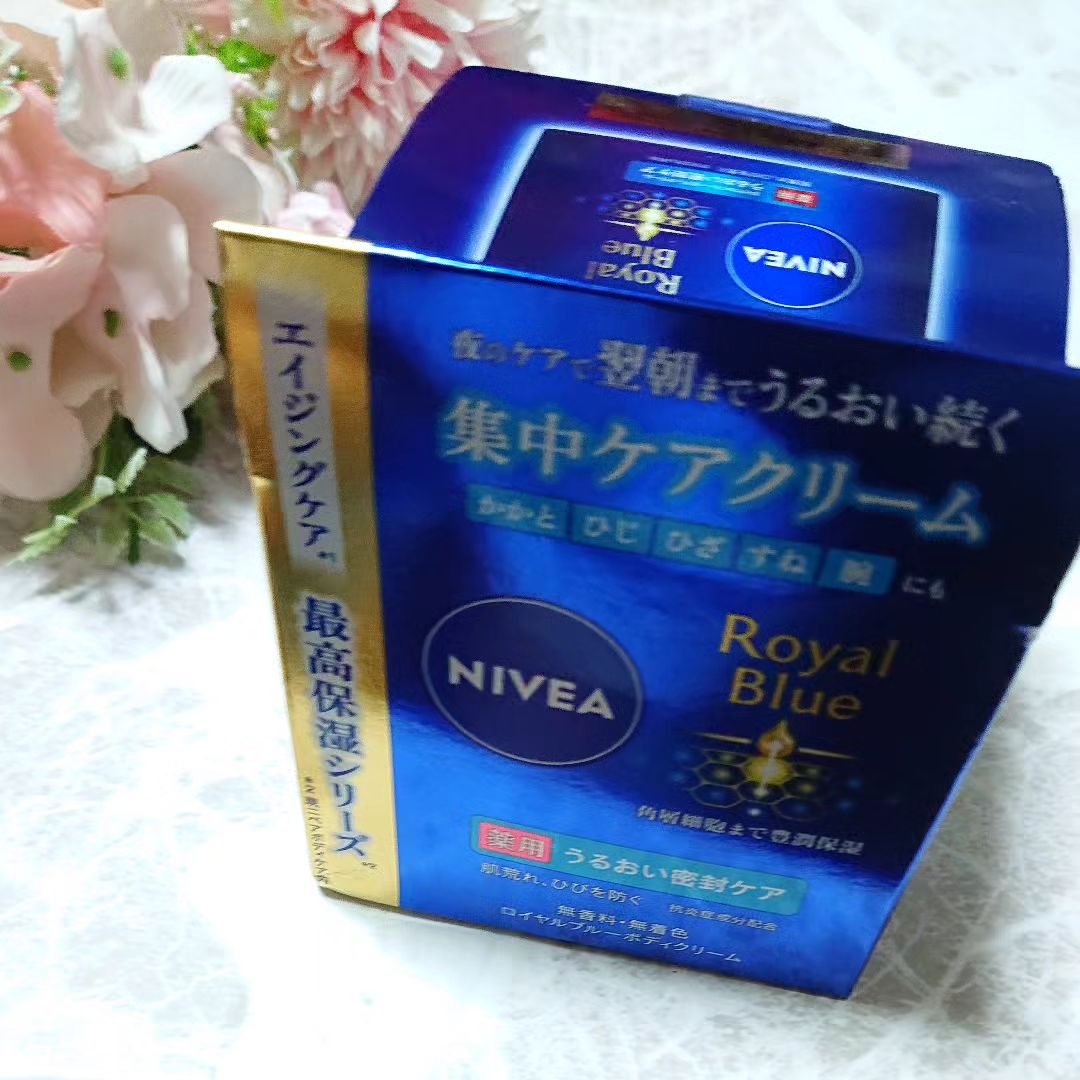 薬用
NIVEA
Royal
Blue
夜のケアで翌朝までうるおい続く
集中ケアクリーム
かかと ひじ ひざ すね 腕 にも
NIVEA
Royal
Blue
角層細胞まで豊潤保湿
薬用 うるおい密封ケア
肌荒れ、ひびを防ぐ 抗炎症成分配合
無香料・無着色
ロイヤルブルーボディクリーム
エイジングケア*1
最高保湿シリーズ*2